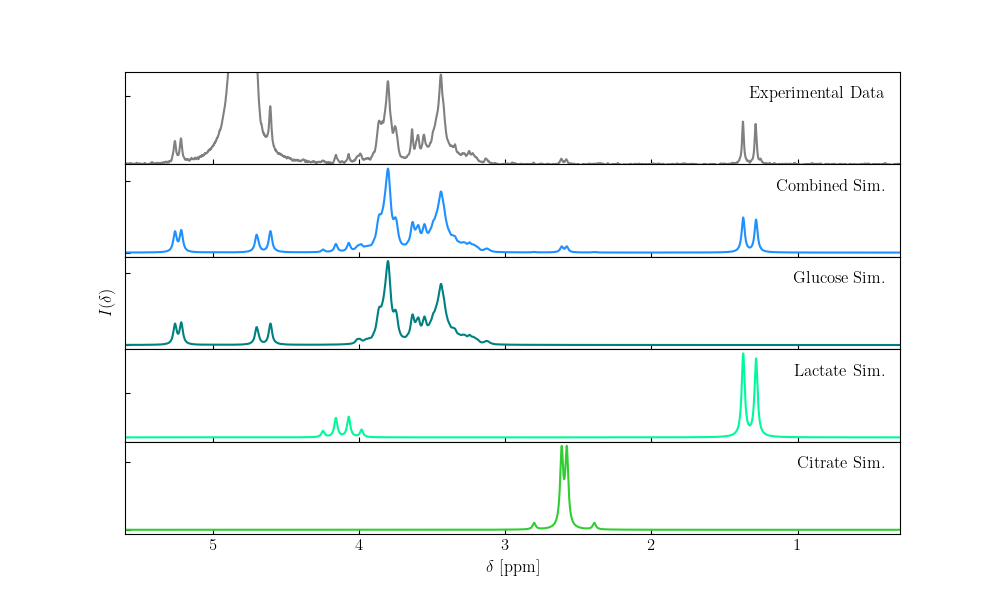 Experimental Data
Combined Sim.
Glucose Sim.
Lactate Sim.
Citrate Sim.
I(δ)
5 4 3 2 1
δ [ppm]